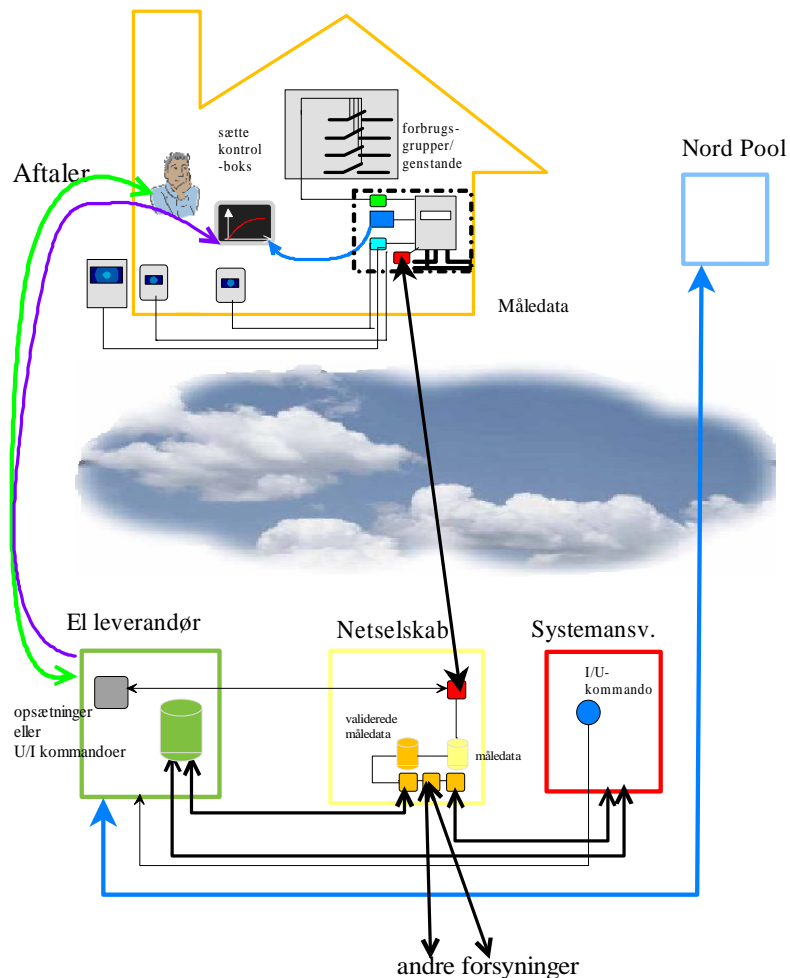 sætte
kontrol
-boks
forbrugs-
grupper/
genstande
Nord Pool
Aftaler
Måledata
El leverandør
Netselskab
Systemansv.
I/U-
kommando
opsætninger
eller
U/I kommandoer
validerede
måledata
måledata
andre forsyninger